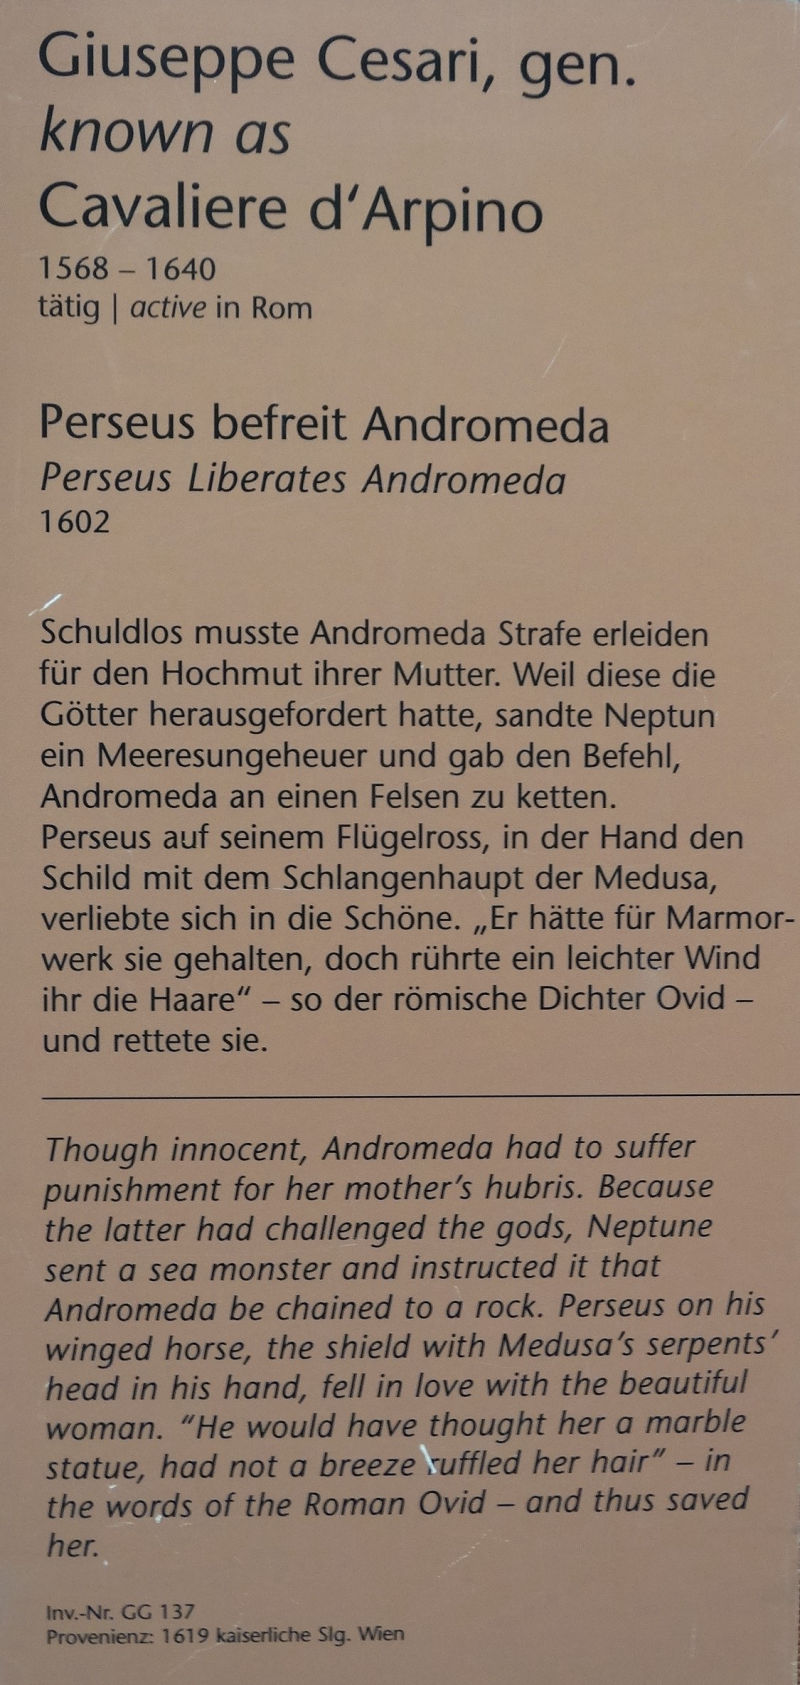 Giuseppe Cesari, gen.
known as
Cavaliere d‘Arpino
1568 – 1640
tätig | active in Rom
Perseus befreit Andromeda
Perseus Liberates Andromeda
1602
Schuldlos musste Andromeda Strafe erleiden
für den Hochmut ihrer Mutter. Weil diese die
Götter herausgefordert hatte, sandte Neptun
ein Meeresungeheuer und gab den Befehl,
Andromeda an einen Felsen zu ketten.
Perseus auf seinem Flügelross, in der Hand den
Schild mit dem Schlangenhaupt der Medusa,
verliebte sich in die Schöne. „Er hätte für Marmor-
werk sie gehalten, doch rührte ein leichter Wind
ihr die Haare“ – so der römische Dichter Ovid –
und rettete sie.
Though innocent, Andromeda had to suffer
punishment for her mother’s hubris. Because
the latter had challenged the gods, Neptune
sent a sea monster and instructed it that
Andromeda be chained to a rock. Perseus on his
winged horse, the shield with Medusa’s serpents’
head in his hand, fell in love with the beautiful
woman. “He would have thought her a marble
statue, had not a breeze ruffled her hair” – in
the words of the Roman Ovid – and thus saved
her.
Inv.-Nr. GG 137
Provenienz: 1619 kaiserliche Slg. Wien